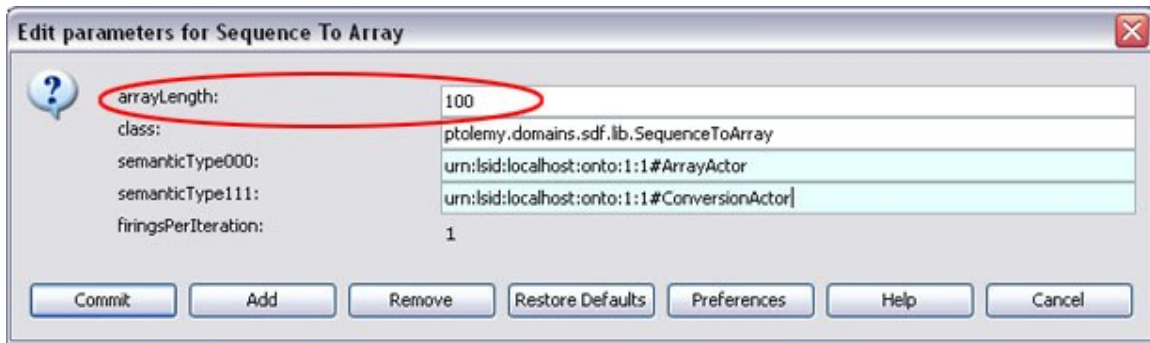 Edit parameters for Sequence To Array
arrayLength: 100
class: ptolemy.domains.sdf.lib.SequenceToArray
semanticType000: urn:lsid:localhost:onto:1:1#ArrayActor
semanticType111: urn:lsid:localhost:onto:1:1#ConversionActor
firingsPerIteration: 1
Commit Add Remove Restore Defaults Preferences Help Cancel